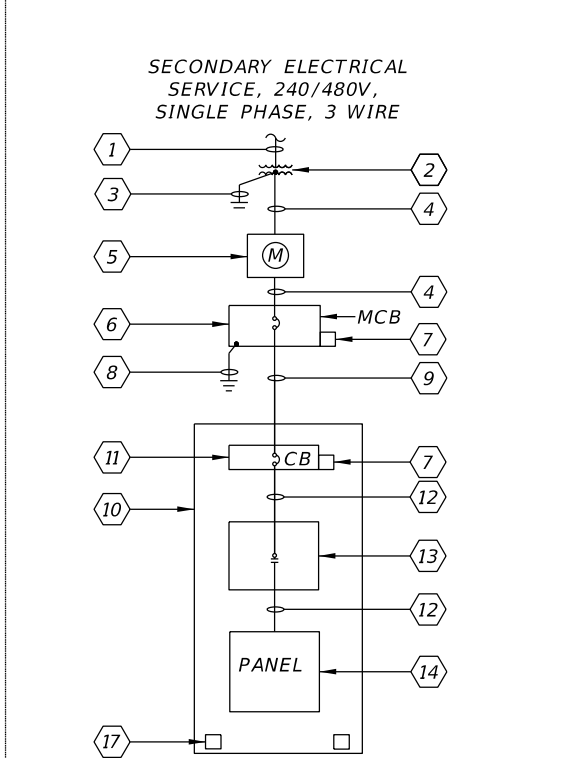 SECONDARY ELECTRICAL
SERVICE, 240/480V,
SINGLE PHASE, 3 WIRE
1
2
3
4
5
M
4
6
MCB
7
8
9
11
CB
7
12
10
13
12
PANEL
14
17